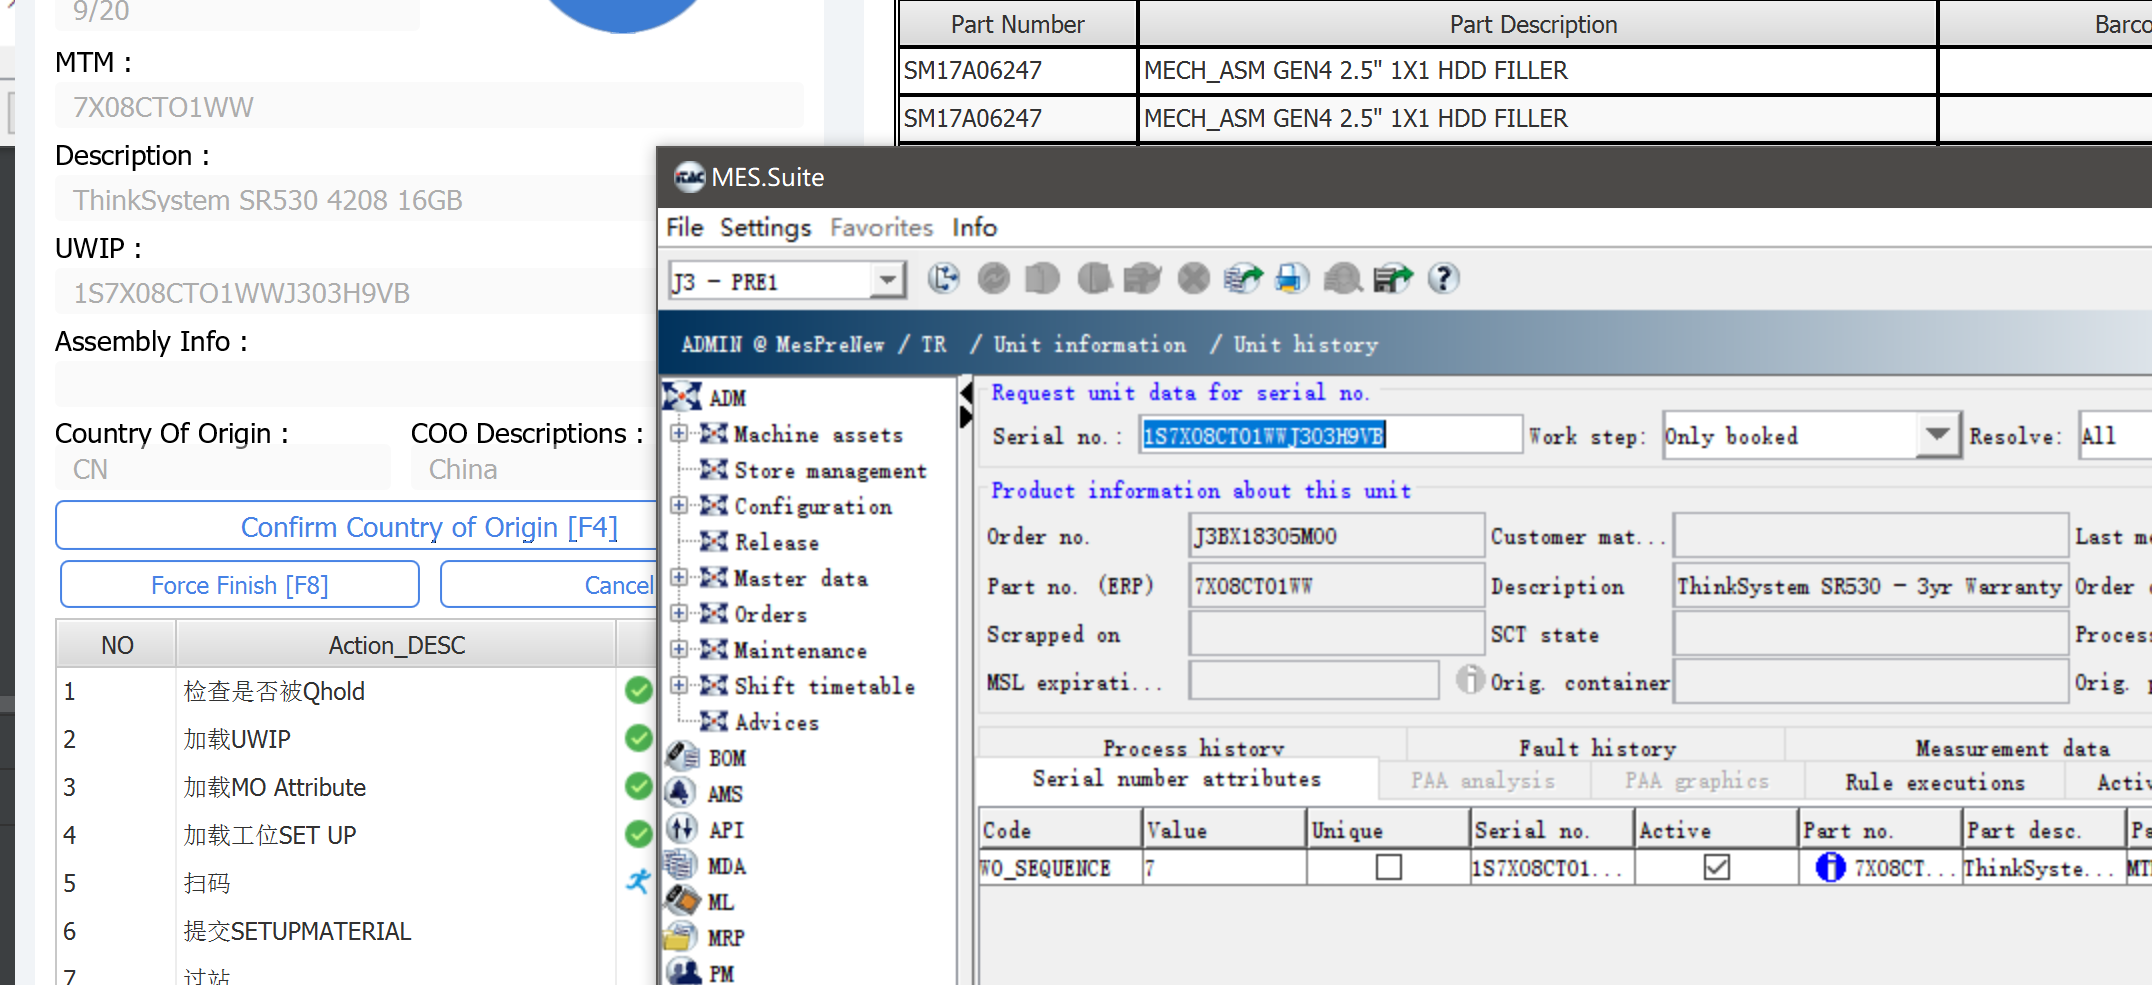 9/20
MTM :
7X08CTO1WW
Description :
ThinkSystem SR530 4208 16GB
UWIP :
1S7X08CTO1WWJ303H9VB
Assembly Info :
Country Of Origin :
COO Descriptions :
CN
China
Confirm Country of Origin [F4]
Force Finish [F8]
Cancel
NO
Action_DESC
1
检查是否被Qhold
2
加载UWIP
3
加载MO Attribute
4
加载工位SET UP
5
扫码
6
提交SETUPMATERIAL
7
过站
Part Number
Part Description
Barco
SM17A06247
MECH_ASM GEN4 2.5" 1X1 HDD FILLER
SM17A06247
MECH_ASM GEN4 2.5" 1X1 HDD FILLER
iTAC
MES.Suite
File Settings Favorites Info
J3 - PRE1
ADMIN @ MesPreNew / TR / Unit information / Unit history
ADM
Machine assets
Store management
Configuration
Release
Master data
Orders
Maintenance
Shift timetable
Advices
BOM
AMS
API
MDA
ML
MRP
PM
Request unit data for serial no.
Serial no.: 1S7X08CTO1WWJ303H9VB Work step: Only booked Resolve: All
Product information about this unit
Order no. J3BX18305M00 Customer mat... Last m
Part no. (ERP) 7X08CTO1WW Description ThinkSystem SR530 - 3yr Warranty Order
Scrapped on SCT state Process
MSL expirati... Orig. container Orig.
Process history Fault history Measurement data
Serial number attributes PAA analysis PAA graphics Rule executions Activ
Code Value Unique Serial no. Active Part no. Part desc. Pa
WO_SEQUENCE 7 1S7X08CTO1... 7X08CT... ThinkSyste... MT